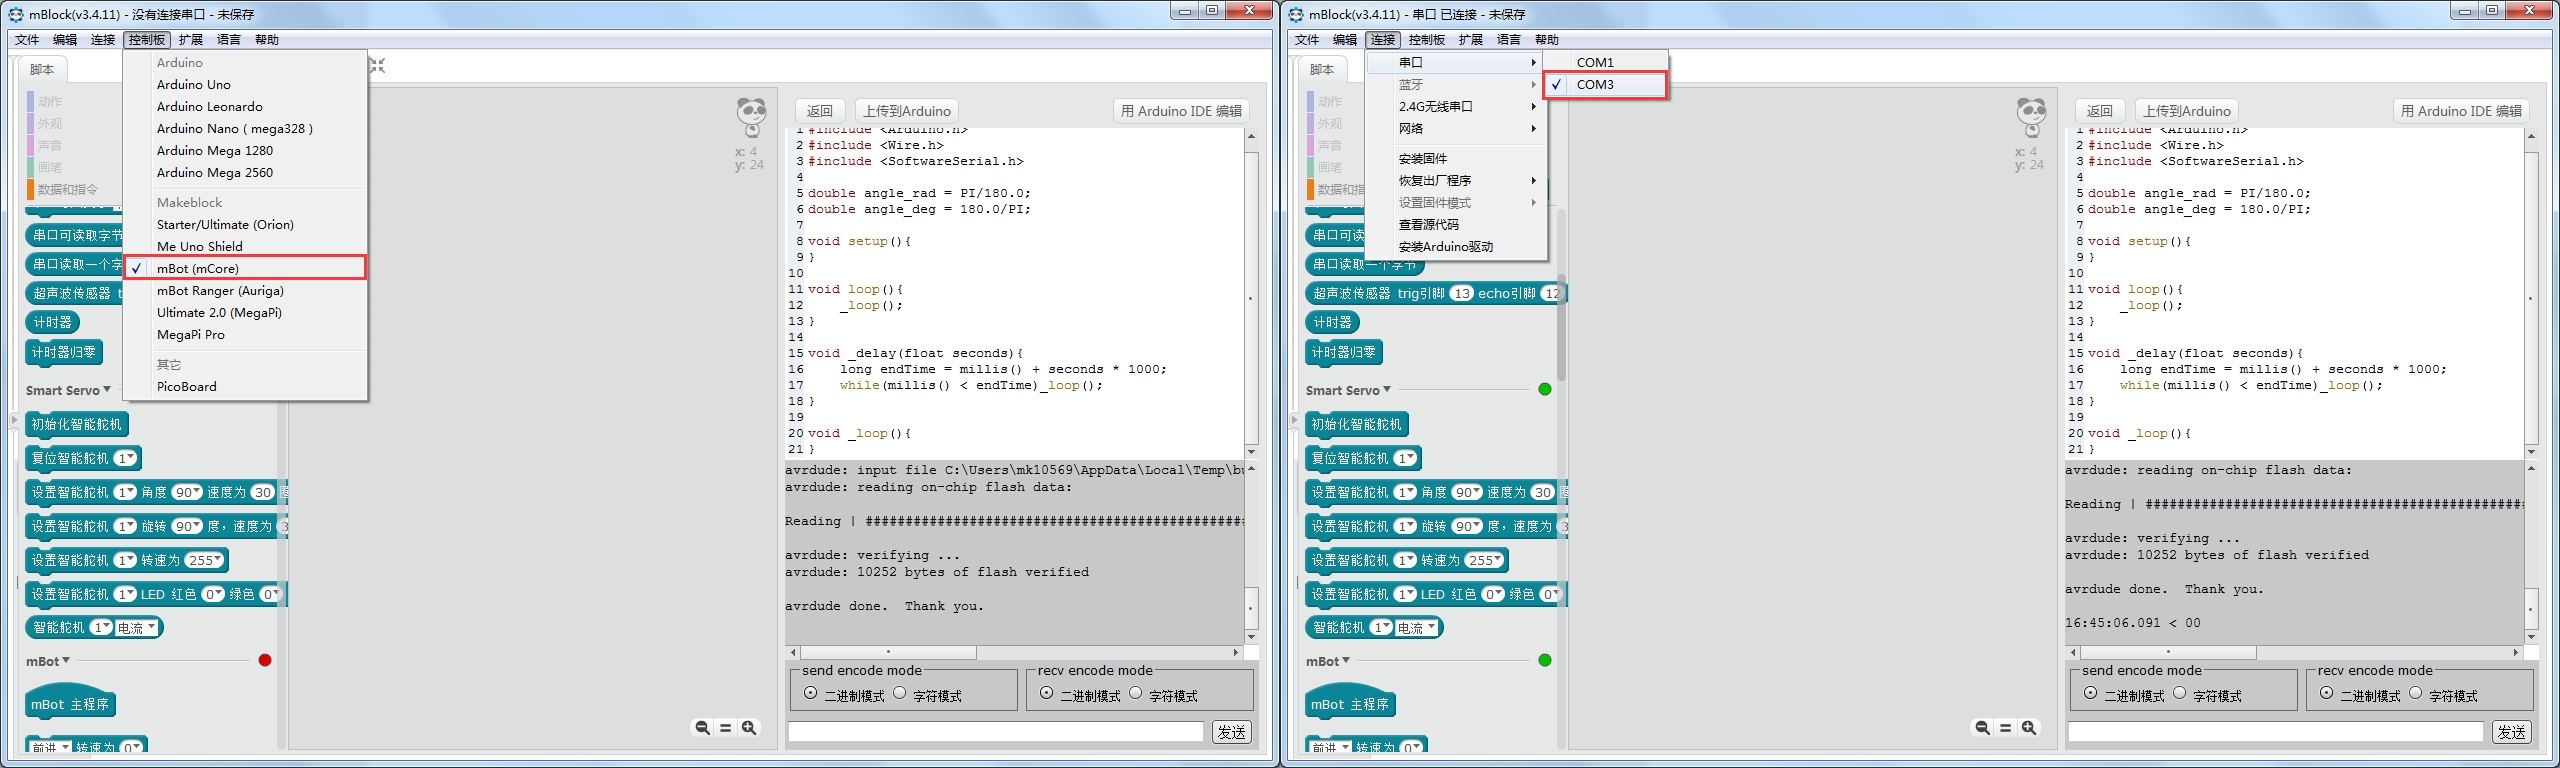 mBlock(v3.4.11) - 没有连接串口 - 未保存
文件 编辑 连接 控制板 扩展 语言 帮助
脚本
动作
外观
声音
画笔
数据和指令
串口可读取字节
串口读取一个字
超声波传感器
计时器
计时器归零
Smart Servo
初始化智能舵机
复位智能舵机 1
设置智能舵机 1 角度 90 速度为 30
设置智能舵机 1 旋转 90 度，速度为
设置智能舵机 1 转速为 255
设置智能舵机 1 LED 红色 0 绿色 0
智能舵机 1 电流
mBot
mBot 主程序
前进 转速为 0
Arduino
Arduino Uno
Arduino Leonardo
Arduino Nano ( mega328 )
Arduino Mega 1280
Arduino Mega 2560
Makeblock
Starter/Ultimate (Orion)
Me Uno Shield
mBot (mCore)
mBot Ranger (Auriga)
Ultimate 2.0 (MegaPi)
MegaPi Pro
其它
PicoBoard
x: 4
y: 24
返回 上传到Arduino 用 Arduino IDE 编辑
1 #include <Arduino.h>
2 #include <Wire.h>
3 #include <SoftwareSerial.h>
4
5 double angle_rad = PI/180.0;
6 double angle_deg = 180.0/PI;
7
8 void setup(){
9 }
10
11 void loop(){
12 _loop();
13 }
14
15 void _delay(float seconds){
16 long endTime = millis() + seconds * 1000;
17 while(millis() < endTime)_loop();
18 }
19
20 void _loop(){
21 }
avrdude: input file C:\Users\mk10569\AppData\Local\Temp\bu
avrdude: reading on-chip flash data:
Reading | ################################################
avrdude: verifying ...
avrdude: 10252 bytes of flash verified
avrdude done.  Thank you.
send encode mode recv encode mode
二进制模式 字符模式 二进制模式 字符模式
发送
mBlock(v3.4.11) - 串口 已连接 - 未保存
文件 编辑 连接 控制板 扩展 语言 帮助
脚本
动作
外观
声音
画笔
数据和指
串口可读
串口读取一个字节
超声波传感器 trig引脚 13 echo引脚 12
计时器
计时器归零
Smart Servo
初始化智能舵机
复位智能舵机 1
设置智能舵机 1 角度 90 速度为 30
设置智能舵机 1 旋转 90 度，速度为
设置智能舵机 1 转速为 255
设置智能舵机 1 LED 红色 0 绿色 0
智能舵机 1 电流
mBot
mBot 主程序
前进 转速为 0
串口
蓝牙
2.4G无线串口
网络
安装固件
恢复出厂程序
设置固件模式
查看源代码
安装Arduino驱动
COM1
COM3
x: 4
y: 24
返回 上传到Arduino 用 Arduino IDE 编辑
1 #include <Arduino.h>
2 #include <Wire.h>
3 #include <SoftwareSerial.h>
4
5 double angle_rad = PI/180.0;
6 double angle_deg = 180.0/PI;
7
8 void setup(){
9 }
10
11 void loop(){
12 _loop();
13 }
14
15 void _delay(float seconds){
16 long endTime = millis() + seconds * 1000;
17 while(millis() < endTime)_loop();
18 }
19
20 void _loop(){
21 }
avrdude: reading on-chip flash data:
Reading | ################################################
avrdude: verifying ...
avrdude: 10252 bytes of flash verified
avrdude done.  Thank you.
16:45:06.091 < 00
send encode mode recv encode mode
二进制模式 字符模式 二进制模式 字符模式
发送